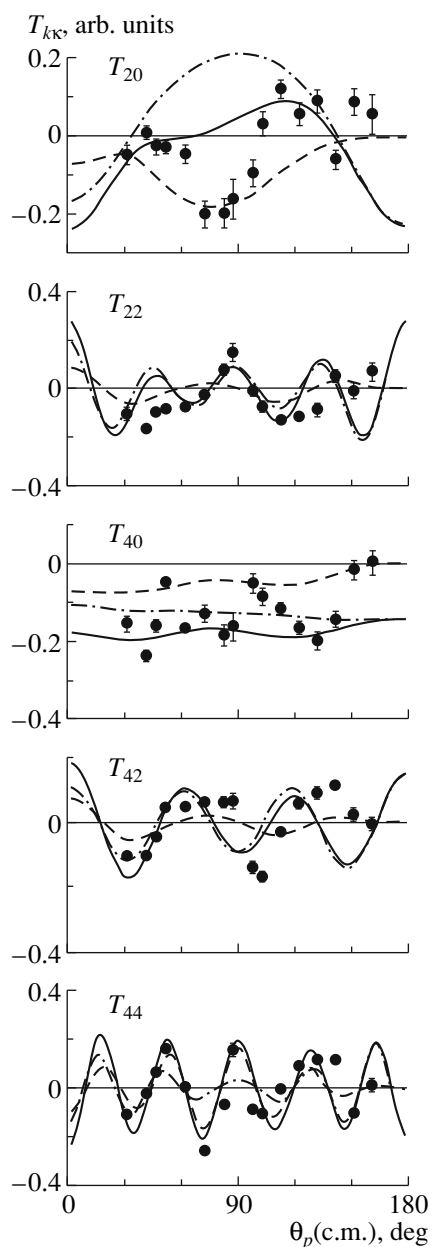 T_{kκ}, arb. units
0.2
T_{20}
0
−0.2
0.4
T_{22}
0
−0.4
T_{40}
0
−0.2
−0.4
T_{42}
0
−0.4
0.4
T_{44}
0
−0.4
0 90 180
θ_p(c.m.), deg